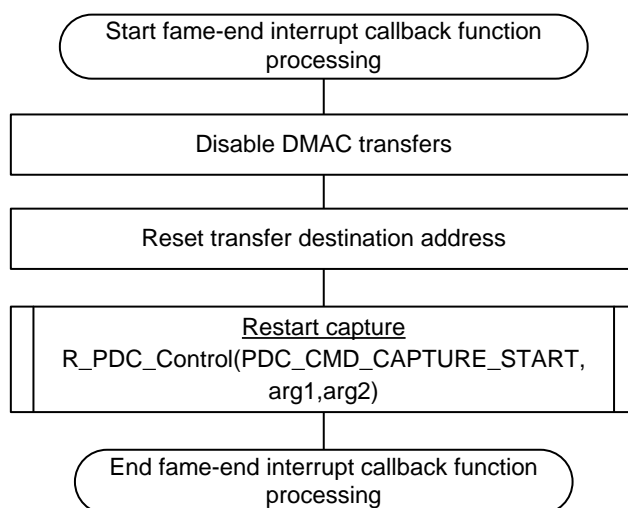 Start fame-end interrupt callback function
processing
Disable DMAC transfers
Reset transfer destination address
Restart capture
R_PDC_Control(PDC_CMD_CAPTURE_START,
arg1,arg2)
End fame-end interrupt callback function
processing